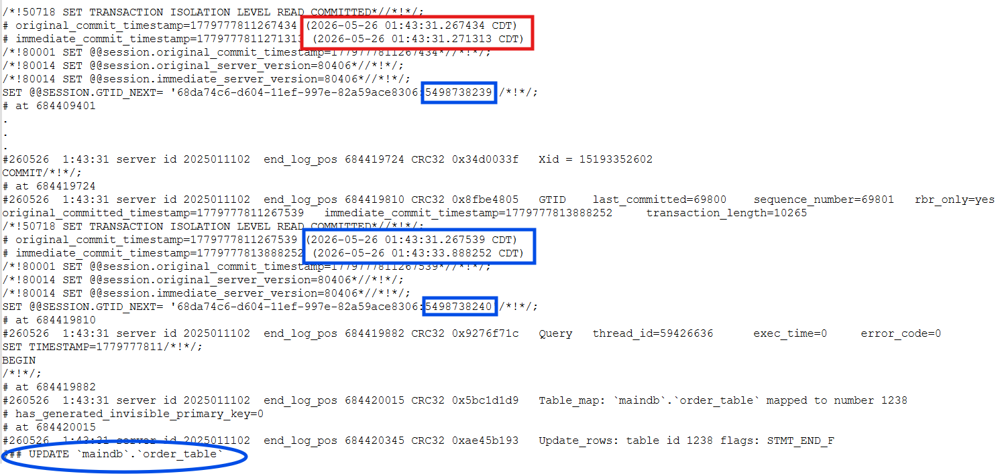 /*!50718 SET TRANSACTION ISOLATION LEVEL READ COMMITTED*//*!*/;
# original_commit_timestamp=1779777811267434 (2026-05-26 01:43:31.267434 CDT)
# immediate_commit_timestamp=1779777811271313 (2026-05-26 01:43:31.271313 CDT)
/*!80001 SET @@session.original_commit_timestamp=1779777811267434*//*!*/;
/*!80014 SET @@session.original_server_version=80406*//*!*/;
/*!80014 SET @@session.immediate_server_version=80406*//*!*/;
SET @@SESSION.GTID_NEXT= '68da74c6-d604-11ef-997e-82a59ace8306:5498738239'/*!*/;
# at 684409401
.
.
.
#260526  1:43:31 server id 2025011102  end_log_pos 684419724 CRC32 0x34d0033f   Xid = 15193352602
COMMIT/*!*/;
# at 684419724
#260526  1:43:31 server id 2025011102  end_log_pos 684419810 CRC32 0x8fbe4805   GTID    last_committed=69800    sequence_number=69801   rbr_only=yes
original_committed_timestamp=1779777811267539   immediate_commit_timestamp=1779777813888252     transaction_length=10265
/*!50718 SET TRANSACTION ISOLATION LEVEL READ COMMITTED*//*!*/;
# original_commit_timestamp=1779777811267539 (2026-05-26 01:43:31.267539 CDT)
# immediate_commit_timestamp=1779777813888252 (2026-05-26 01:43:33.888252 CDT)
/*!80001 SET @@session.original_commit_timestamp=1779777811267539*//*!*/;
/*!80014 SET @@session.original_server_version=80406*//*!*/;
/*!80014 SET @@session.immediate_server_version=80406*//*!*/;
SET @@SESSION.GTID_NEXT= '68da74c6-d604-11ef-997e-82a59ace8306:5498738240'/*!*/;
# at 684419810
#260526  1:43:31 server id 2025011102  end_log_pos 684419882 CRC32 0x9276f71c   Query   thread_id=59426636      exec_time=0     error_code=0
SET TIMESTAMP=1779777811/*!*/;
BEGIN
/*!*/;
# at 684419882
#260526  1:43:31 server id 2025011102  end_log_pos 684420015 CRC32 0x5bc1d1d9   Table_map: `maindb`.`order_table` mapped to number 1238
# has_generated_invisible_primary_key=0
# at 684420015
#260526  1:43:31 server id 2025011102  end_log_pos 684420345 CRC32 0xae45b193   Update_rows: table id 1238 flags: STMT_END_F
### UPDATE `maindb`.`order_table`